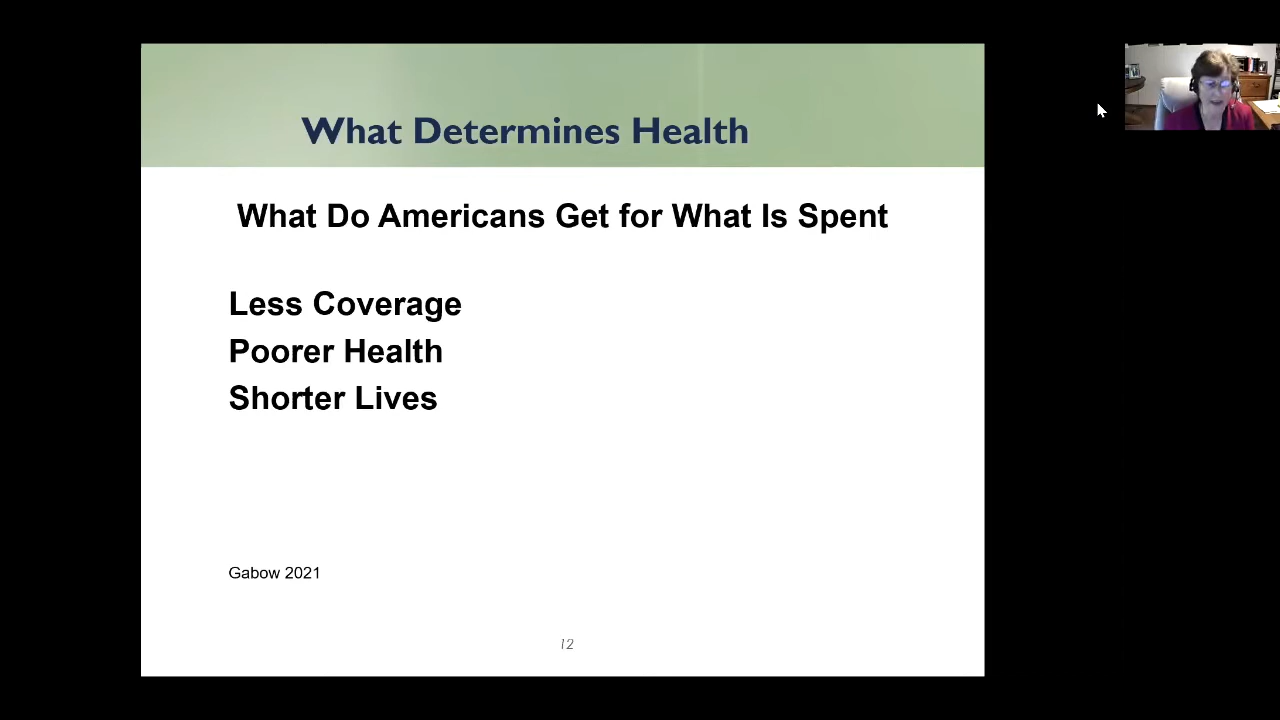 What Determines Health
What Do Americans Get for What Is Spent
Less Coverage
Poorer Health
Shorter Lives
Gabow 2021
12